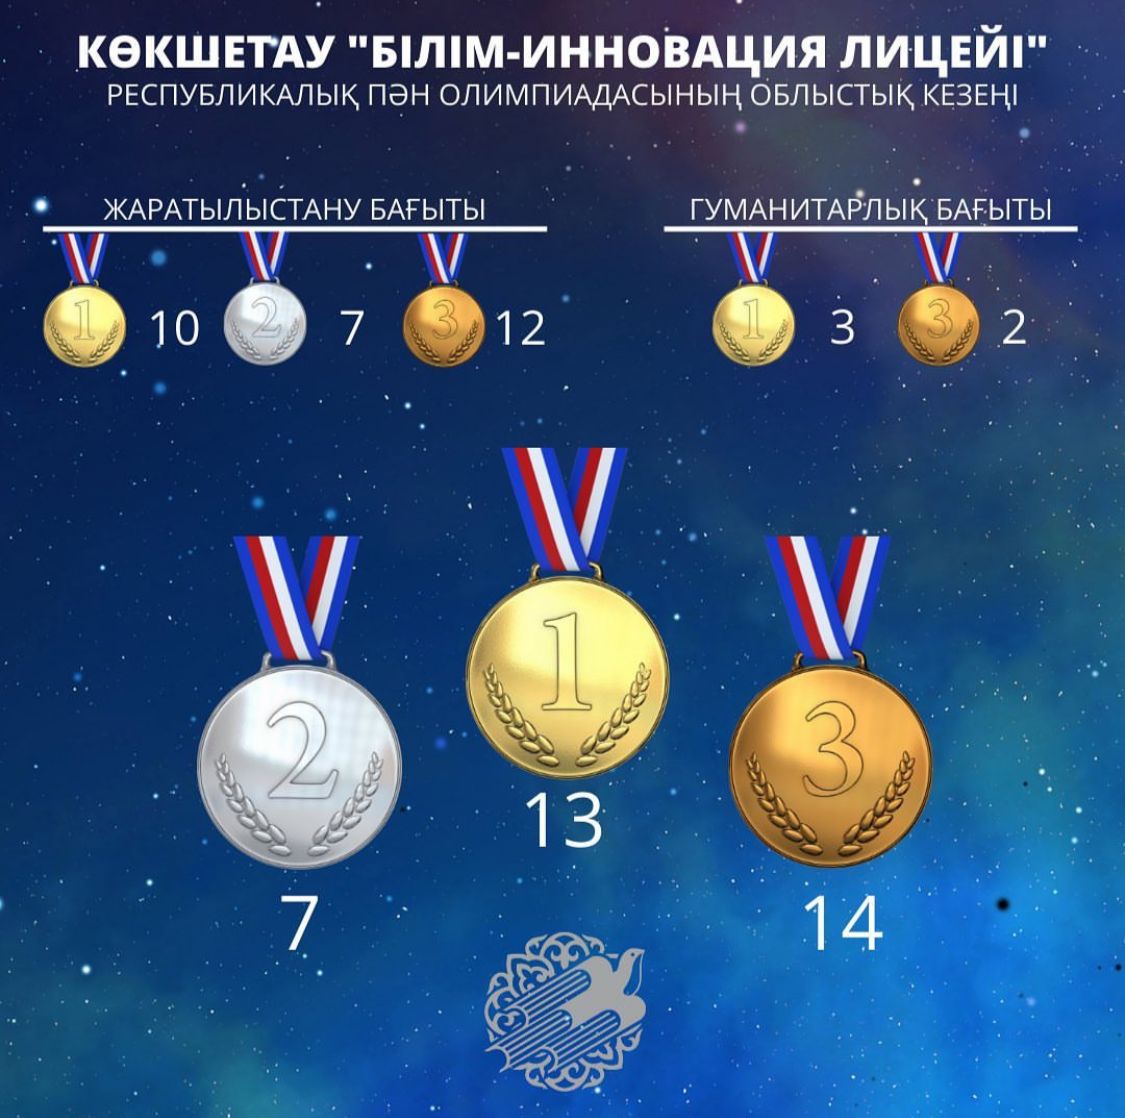 КӨКШЕТАУ "БІЛІМ-ИННОВАЦИЯ ЛИЦЕЙІ"
РЕСПУБЛИКАЛЫҚ ПӘН ОЛИМПИАДАСЫНЫҢ ОБЛЫСТЫҚ КЕЗЕҢІ
ЖАРАТЫЛЫСТАНУ БАҒЫТЫ
1 10 2 7 3 12
ГУМАНИТАРЛЫҚ БАҒЫТЫ
1 3 3 2
1
13
2
7
3
14